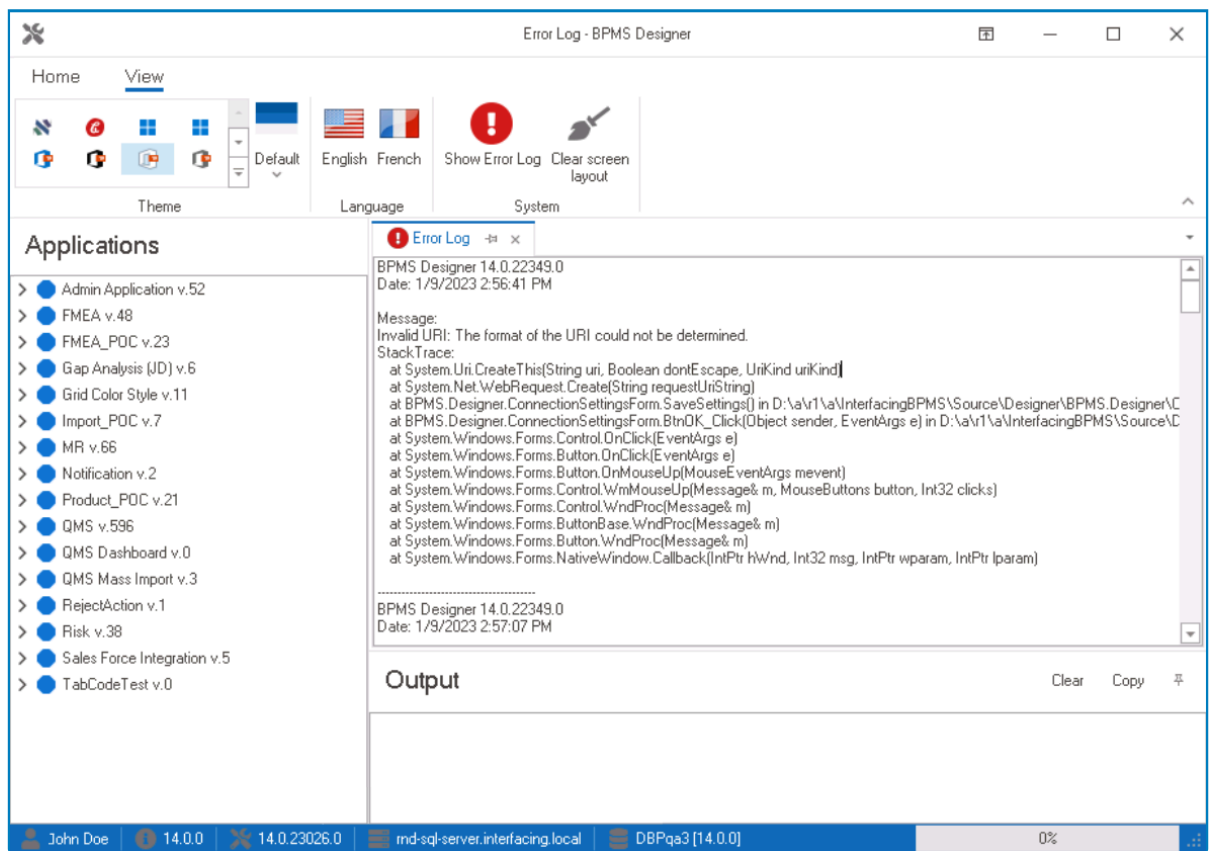 Error Log - BPMS Designer
Home View
Default
English French
Show Error Log Clear screen
layout
Theme
Language
System
Applications
Admin Application v.52
FMEA v.48
FMEA_POC v.23
Gap Analysis (JD) v.6
Grid Color Style v.11
Import_POC v.7
MR v.66
Notification v.2
Product_POC v.21
QMS v.596
QMS Dashboard v.0
QMS Mass Import v.3
RejectAction v.1
Risk v.38
Sales Force Integration v.5
TabCodeTest v.0
Error Log
BPMS Designer 14.0.22349.0
Date: 1/9/2023 2:56:41 PM
Message:
Invalid URI: The format of the URI could not be determined.
StackTrace:
at System.Uri.CreateThis(String uri, Boolean dontEscape, UriKind uriKind)
at System.Net.WebRequest.Create(String requestUriString)
at BPMS.Designer.ConnectionSettingsForm.SaveSettings() in D:\a\r1\a\InterfacingBPMS\Source\Designer\BPMS.Designer\C
at BPMS.Designer.ConnectionSettingsForm.BtnOK_Click(Object sender, EventArgs e) in D:\a\r1\a\InterfacingBPMS\Source\D
at System.Windows.Forms.Control.OnClick(EventArgs e)
at System.Windows.Forms.Button.OnClick(EventArgs e)
at System.Windows.Forms.Button.OnMouseUp(MouseEventArgs mevent)
at System.Windows.Forms.Control.WmMouseUp(Message& m, MouseButtons button, Int32 clicks)
at System.Windows.Forms.Control.WndProc(Message& m)
at System.Windows.Forms.ButtonBase.WndProc(Message& m)
at System.Windows.Forms.Button.WndProc(Message& m)
at System.Windows.Forms.NativeWindow.Callback(IntPtr hWnd, Int32 msg, IntPtr wparam, IntPtr lparam)
----------------------------------------
BPMS Designer 14.0.22349.0
Date: 1/9/2023 2:57:07 PM
Output
Clear Copy
John Doe 14.0.0 14.0.23026.0 rnd-sql-server.interfacing.local DBPqa3 [14.0.0] 0%